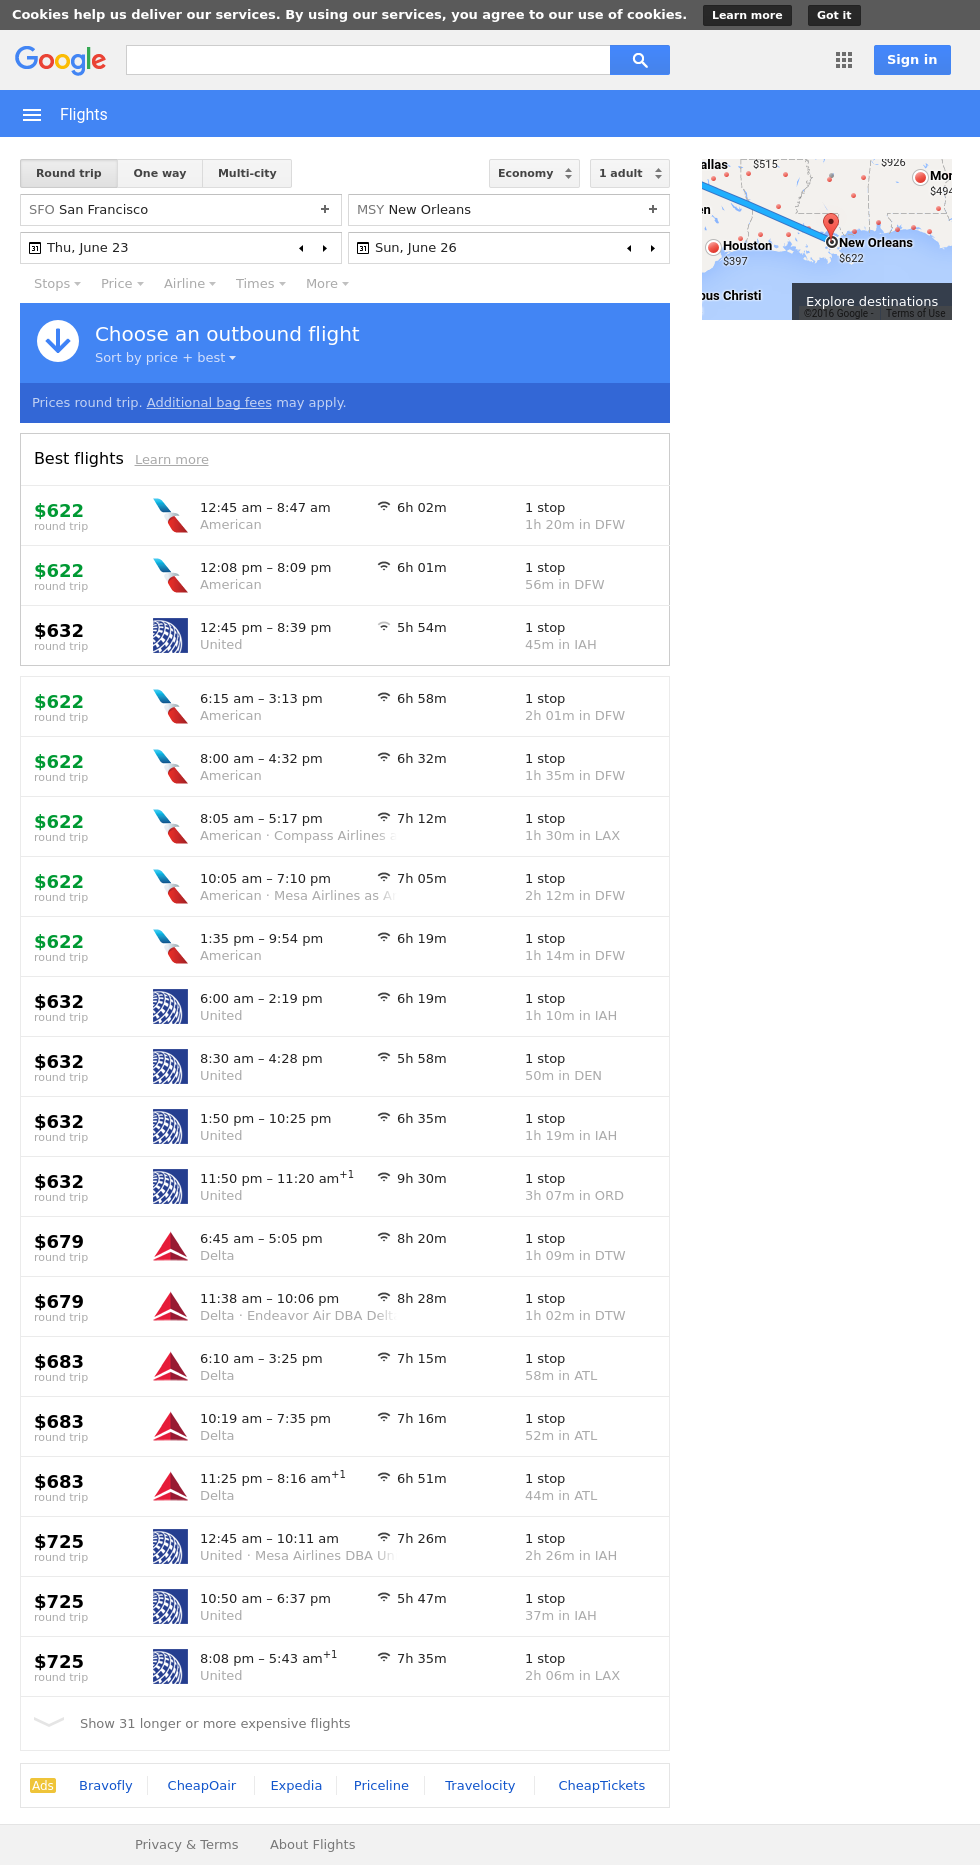 Cookies help us deliver our services. By using our services, you agree to our use of cookies. Learn more Got it
Google Sign in
Flights
Round trip One way Multi-city Economy 1 adult
SFO San Francisco + MSY New Orleans +
31 Thu, June 23 31 Sun, June 26
Stops Price Airline Times More
allas $515 $926
Mor
$494
en
Houston
$397
New Orleans
$622
ous Christi
Explore destinations
©2016 Google - Terms of Use
Choose an outbound flight
Sort by price + best
Prices round trip. Additional bag fees may apply.
Best flights Learn more
$622 12:45 am – 8:47 am 6h 02m 1 stop
round trip American 1h 20m in DFW
$622 12:08 pm – 8:09 pm 6h 01m 1 stop
round trip American 56m in DFW
$632 12:45 pm – 8:39 pm 5h 54m 1 stop
round trip United 45m in IAH
$622 6:15 am – 3:13 pm 6h 58m 1 stop
round trip American 2h 01m in DFW
$622 8:00 am – 4:32 pm 6h 32m 1 stop
round trip American 1h 35m in DFW
$622 8:05 am – 5:17 pm 7h 12m 1 stop
round trip American · Compass Airlines a 1h 30m in LAX
$622 10:05 am – 7:10 pm 7h 05m 1 stop
round trip American · Mesa Airlines as A 2h 12m in DFW
$622 1:35 pm – 9:54 pm 6h 19m 1 stop
round trip American 1h 14m in DFW
$632 6:00 am – 2:19 pm 6h 19m 1 stop
round trip United 1h 10m in IAH
$632 8:30 am – 4:28 pm 5h 58m 1 stop
round trip United 50m in DEN
$632 1:50 pm – 10:25 pm 6h 35m 1 stop
round trip United 1h 19m in IAH
$632 11:50 pm – 11:20 am+1 9h 30m 1 stop
round trip United 3h 07m in ORD
$679 6:45 am – 5:05 pm 8h 20m 1 stop
round trip Delta 1h 09m in DTW
$679 11:38 am – 10:06 pm 8h 28m 1 stop
round trip Delta · Endeavor Air DBA Delt 1h 02m in DTW
$683 6:10 am – 3:25 pm 7h 15m 1 stop
round trip Delta 58m in ATL
$683 10:19 am – 7:35 pm 7h 16m 1 stop
round trip Delta 52m in ATL
$683 11:25 pm – 8:16 am+1 6h 51m 1 stop
round trip Delta 44m in ATL
$725 12:45 am – 10:11 am 7h 26m 1 stop
round trip United · Mesa Airlines DBA Un 2h 26m in IAH
$725 10:50 am – 6:37 pm 5h 47m 1 stop
round trip United 37m in IAH
$725 8:08 pm – 5:43 am+1 7h 35m 1 stop
round trip United 2h 06m in LAX
Show 31 longer or more expensive flights
Ads Bravofly CheapOair Expedia Priceline Travelocity CheapTickets
Privacy & Terms About Flights